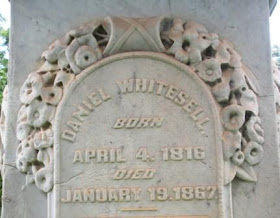 DANIEL WHITESELL.
BORN
APRIL 4. 1816
DIED
JANUARY 19. 1867